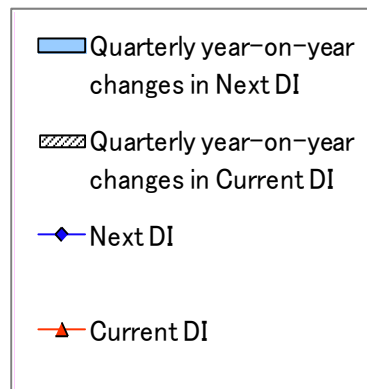 Quarterly year-on-year
changes in Next DI
Quarterly year-on-year
changes in Current DI
Next DI
Current DI